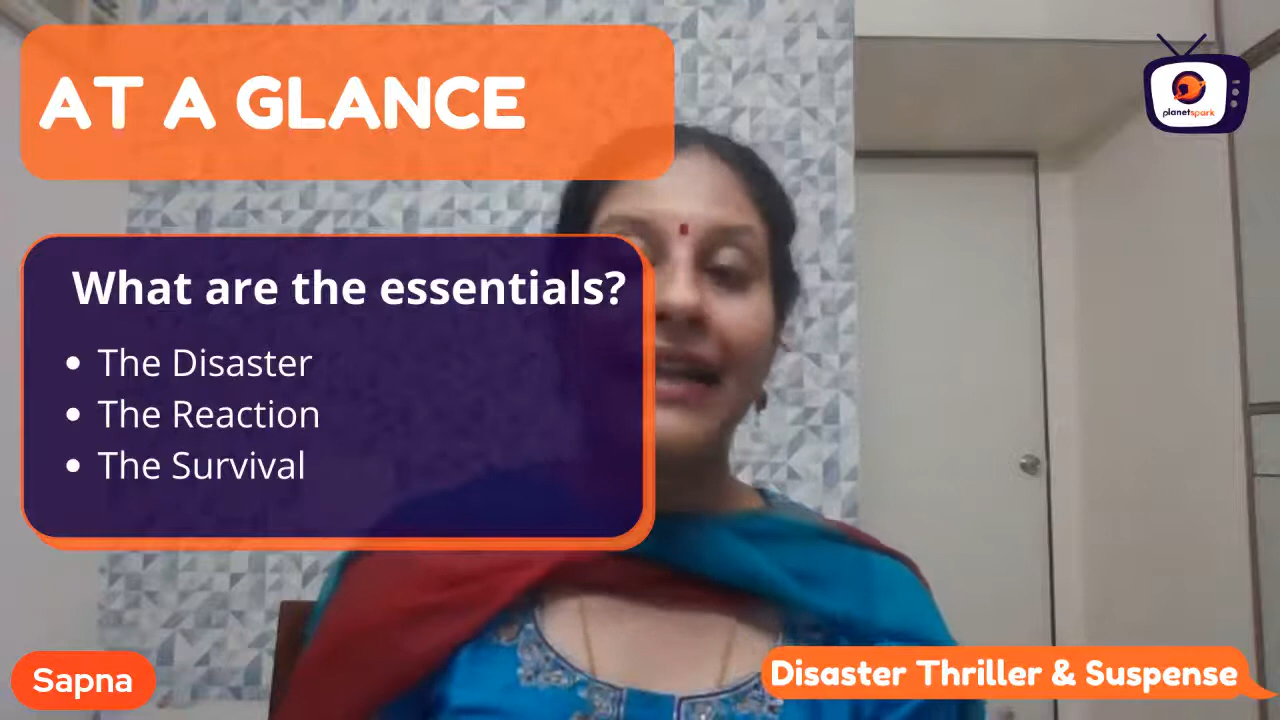 AT A GLANCE
planetspark
What are the essentials?
• The Disaster
• The Reaction
• The Survival
Sapna
Disaster Thriller & Suspense